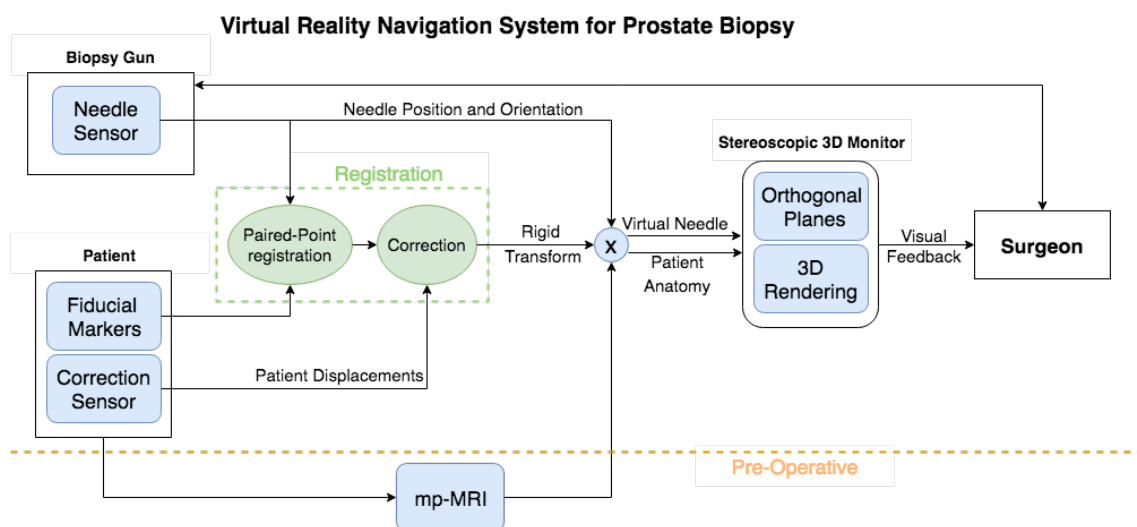 Virtual Reality Navigation System for Prostate Biopsy
Biopsy Gun
Needle
Sensor
Needle Position and Orientation
Registration
Paired-Point
registration
Correction
Rigid
Transform
X
Virtual Needle
Patient
Anatomy
Stereoscopic 3D Monitor
Orthogonal
Planes
3D
Rendering
Visual
Feedback
Surgeon
Patient
Fiducial
Markers
Correction
Sensor
Patient Displacements
Pre-Operative
mp-MRI